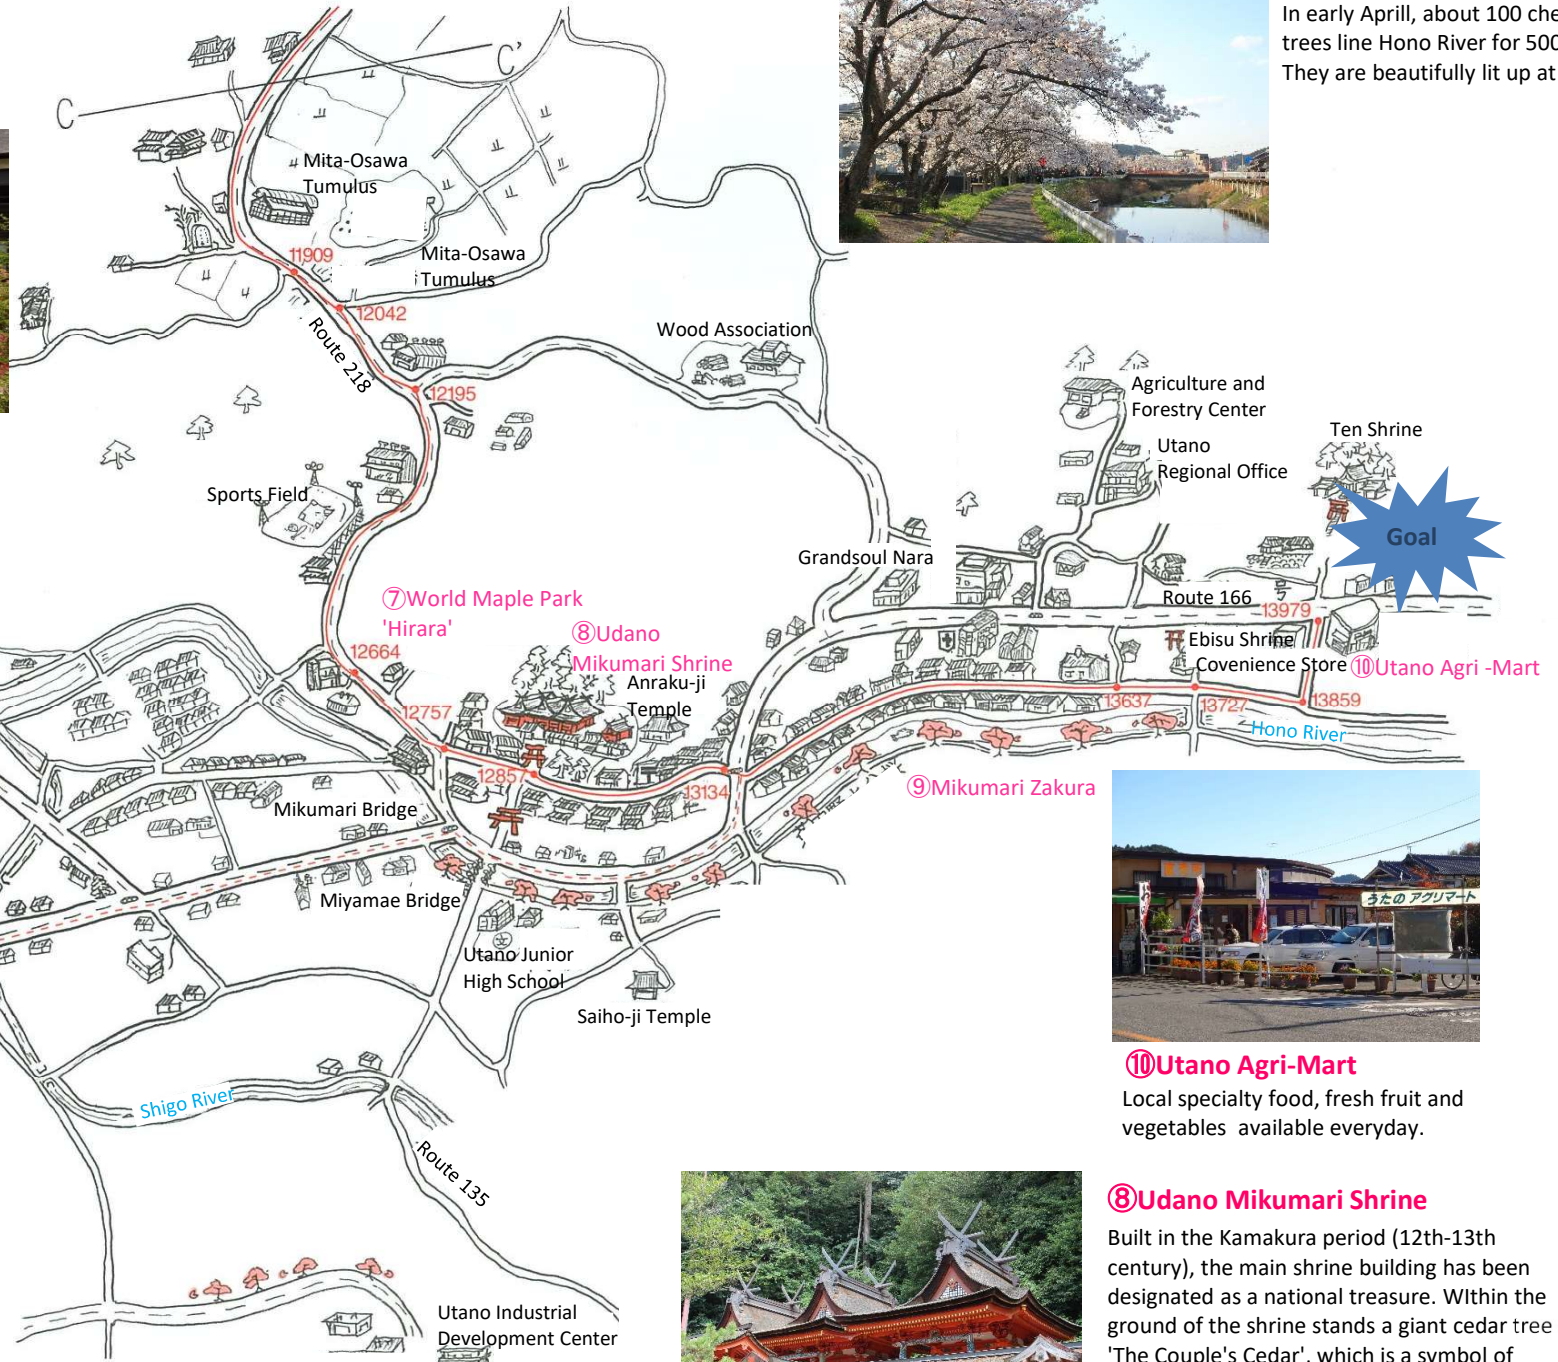 In early Aprill, about 100 che
trees line Hono River for 500
They are beautifully lit up at
C
C'
Mita-Osawa
Tumulus
11909
Mita-Osawa
Tumulus
12042
Route 218
Wood Association
12195
Agriculture and
Forestry Center
Utano
Regional Office
Ten Shrine
Sports Field
Goal
Grandsoul Nara
Route 166
号
13979
⑦World Maple Park
'Hirara'
⑧Udano
Mikumari Shrine
Anraku-ji
Temple
Ebisu Shrine
Covenience Store
⑩Utano Agri -Mart
12664
12757
12857
13134
13637
13727
13859
Hono River
⑨Mikumari Zakura
Mikumari Bridge
Miyamae Bridge
文
Utano Junior
High School
Saiho-ji Temple
うたの アグリマート
⑩Utano Agri-Mart
Local specialty food, fresh fruit and
vegetables available everyday.
Shigo River
Route 135
⑧Udano Mikumari Shrine
Built in the Kamakura period (12th-13th
century), the main shrine building has been
designated as a national treasure. WIthin the
ground of the shrine stands a giant cedar tree
'The Couple's Cedar', which is a symbol of
Utano Industrial
Development Center